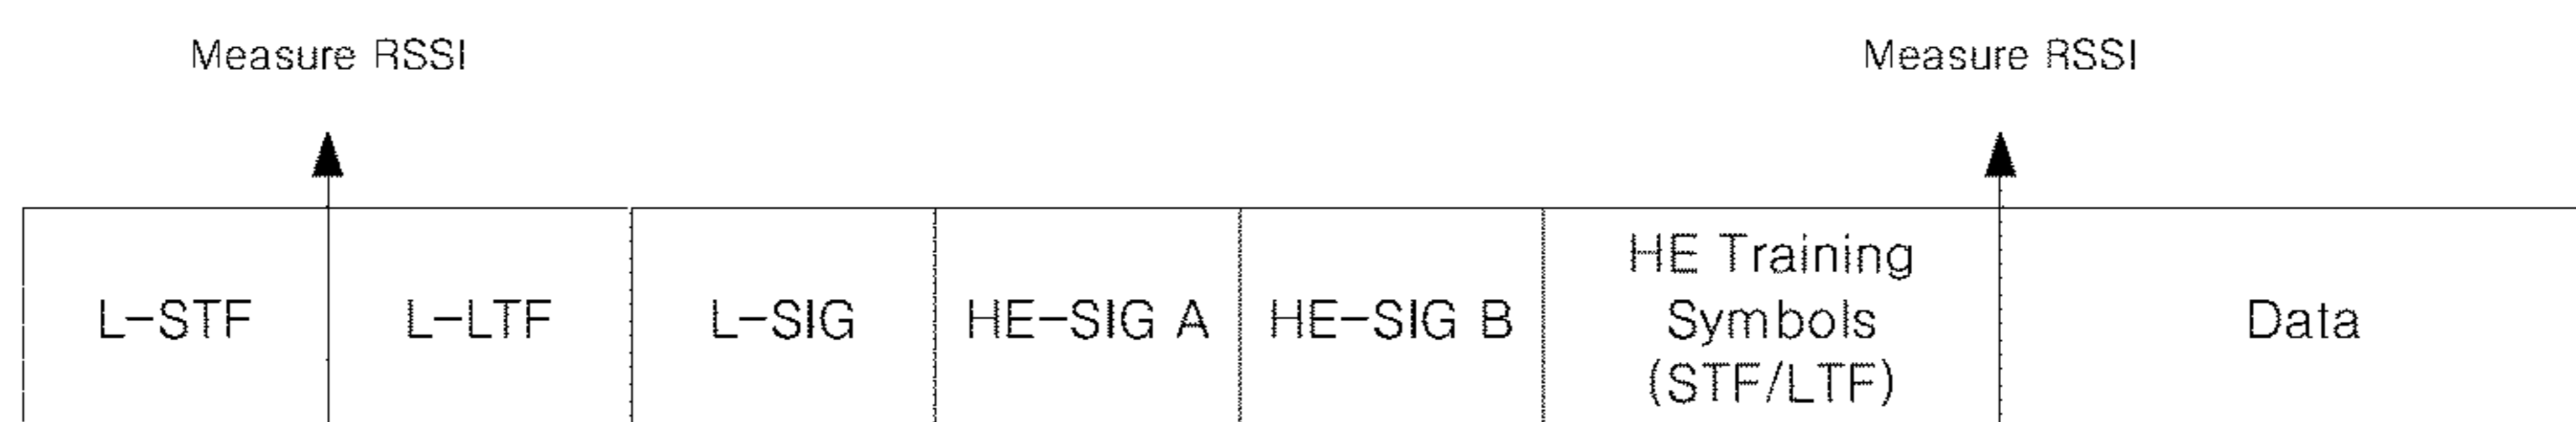 Measure RSSI
Measure RSSI
L-STF
L-LTF
L-SIG
HE-SIG A
HE-SIG B
HE Training
Symbols
(STF/LTF)
Data